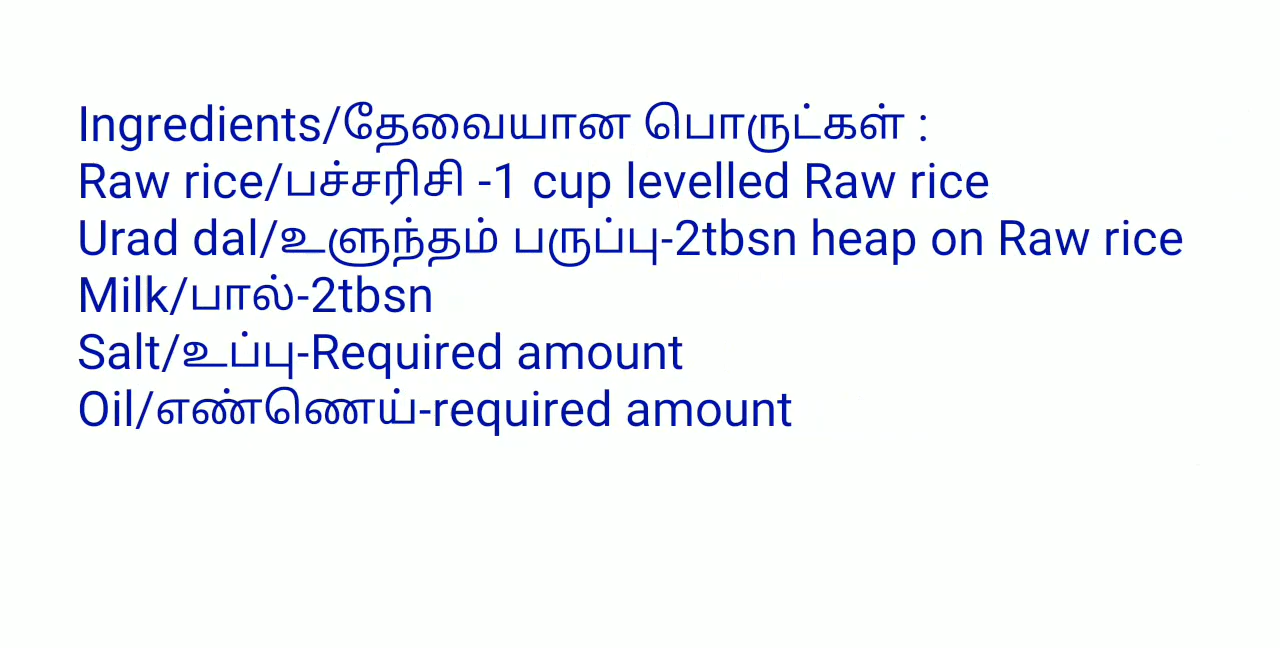 Ingredients/தேவையான பொருட்கள் :
Raw rice/பச்சரிசி -1 cup levelled Raw rice
Urad dal/உளுந்தம் பருப்பு-2tbsn heap on Raw rice
Milk/பால்-2tbsn
Salt/உப்பு-Required amount
Oil/எண்ணெய்-required amount